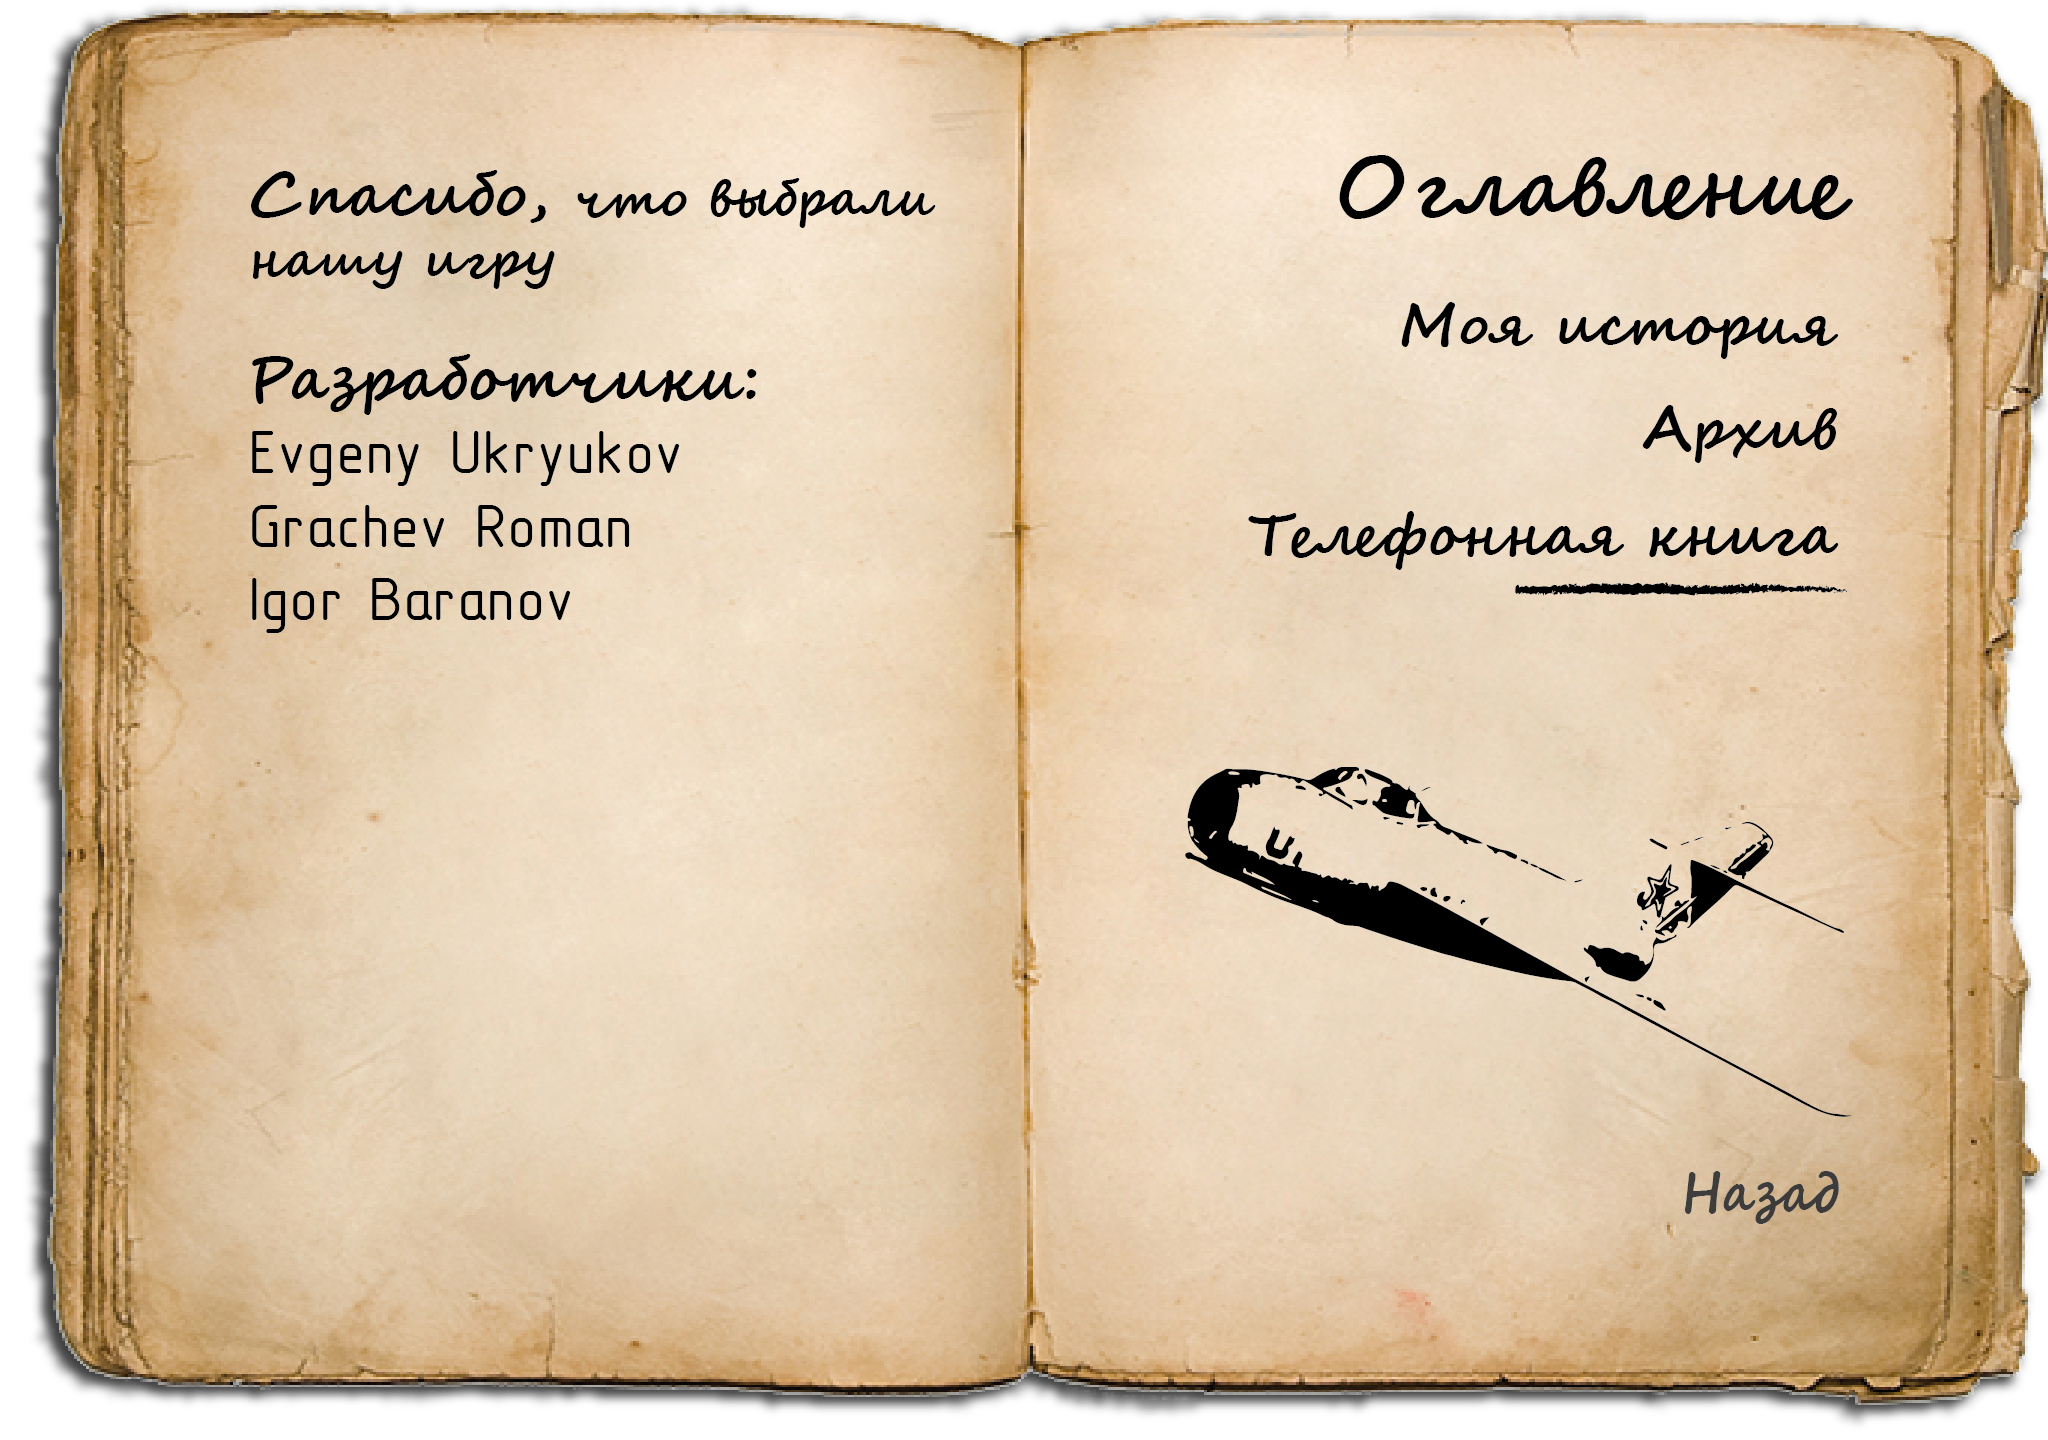 Спасибо, что выбрали
нашу игру
Разработчики:
Evgeny Ukryukov
Grachev Roman
Igor Baranov
Оглавление
Моя история
Архив
Телефонная книга
Назад